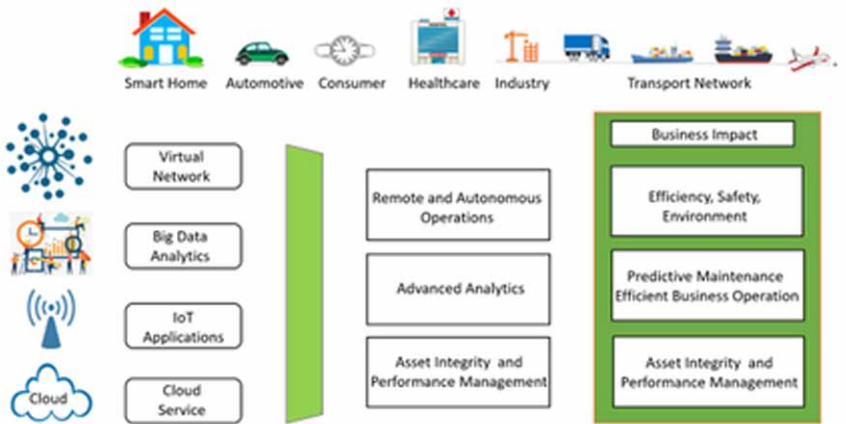 Smart Home Automotive Consumer Healthcare Industry Transport Network
Virtual
Network
Big Data
Analytics
IoT
Applications
Cloud
Cloud
Service
Remote and Autonomous
Operations
Advanced Analytics
Asset Integrity and
Performance Management
Business Impact
Efficiency, Safety,
Environment
Predictive Maintenance
Efficient Business Operation
Asset Integrity and
Performance Management